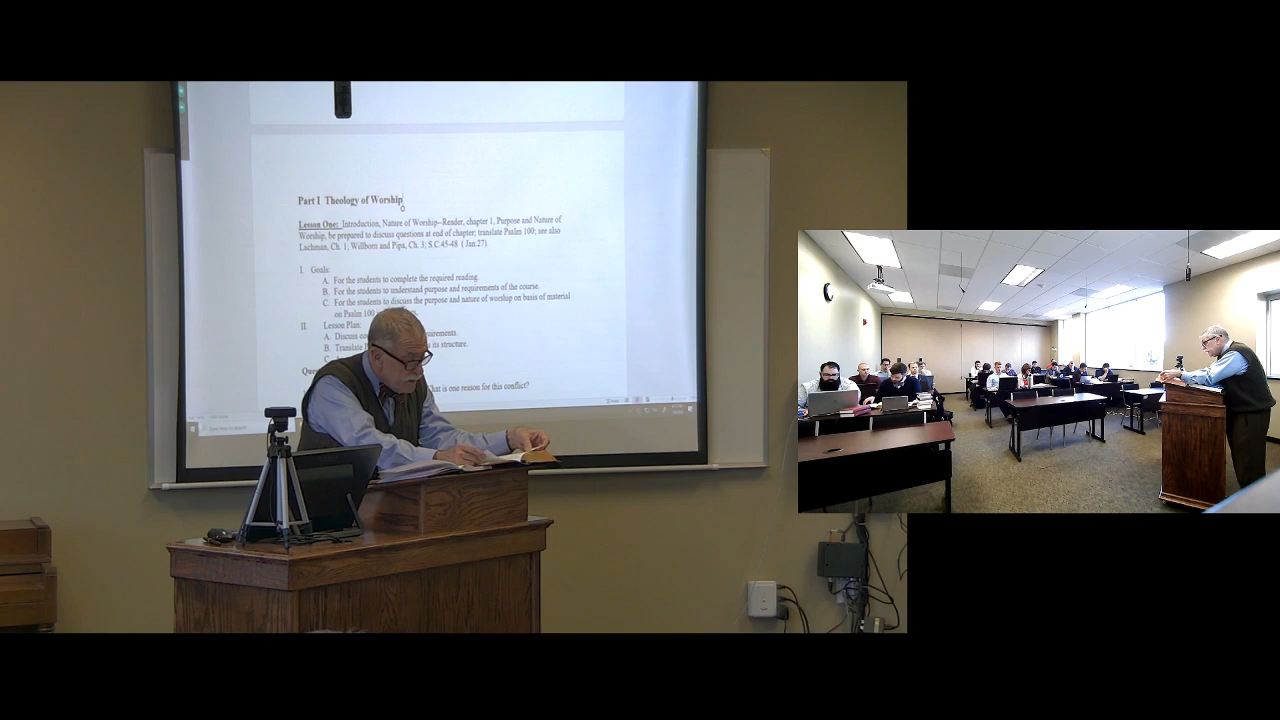 Part I Theology of Worship
Lesson One: Introduction, Nature of Worship--Reader, chapter 1, Purpose and Nature of
Worship, be prepared to discuss questions at end of chapter; translate Psalm 100; see also
Lachman, Ch. 1; Willborn and Pipa, Ch. 3; S.C.45-48 ( Jan.27).
I. Goals:
A. For the students to complete the required reading.
B. For the students to understand purpose and requirements of the course.
C. For the students to discuss the purpose and nature of worship on basis of material
on Psalm 100
II. Lesson Plan:
A. Discuss
B. Translate its structure.
C.
hat is one reason for this conflict?